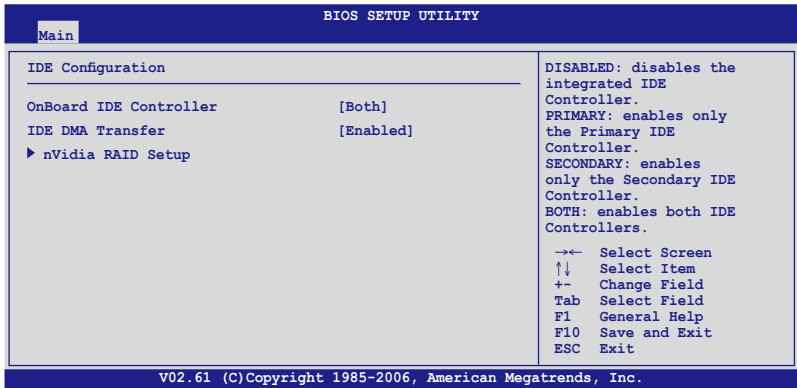 BIOS SETUP UTILITY
Main
IDE Configuration
OnBoard IDE Controller [Both]
IDE DMA Transfer [Enabled]
nVidia RAID Setup
DISABLED: disables the
integrated IDE
Controller.
PRIMARY: enables only
the Primary IDE
Controller.
SECONDARY: enables
only the Secondary IDE
Controller.
BOTH: enables both IDE
Controllers.
→← Select Screen
↑↓ Select Item
+- Change Field
Tab Select Field
F1 General Help
F10 Save and Exit
ESC Exit
V02.61 (C)Copyright 1985-2006, American Megatrends, Inc.